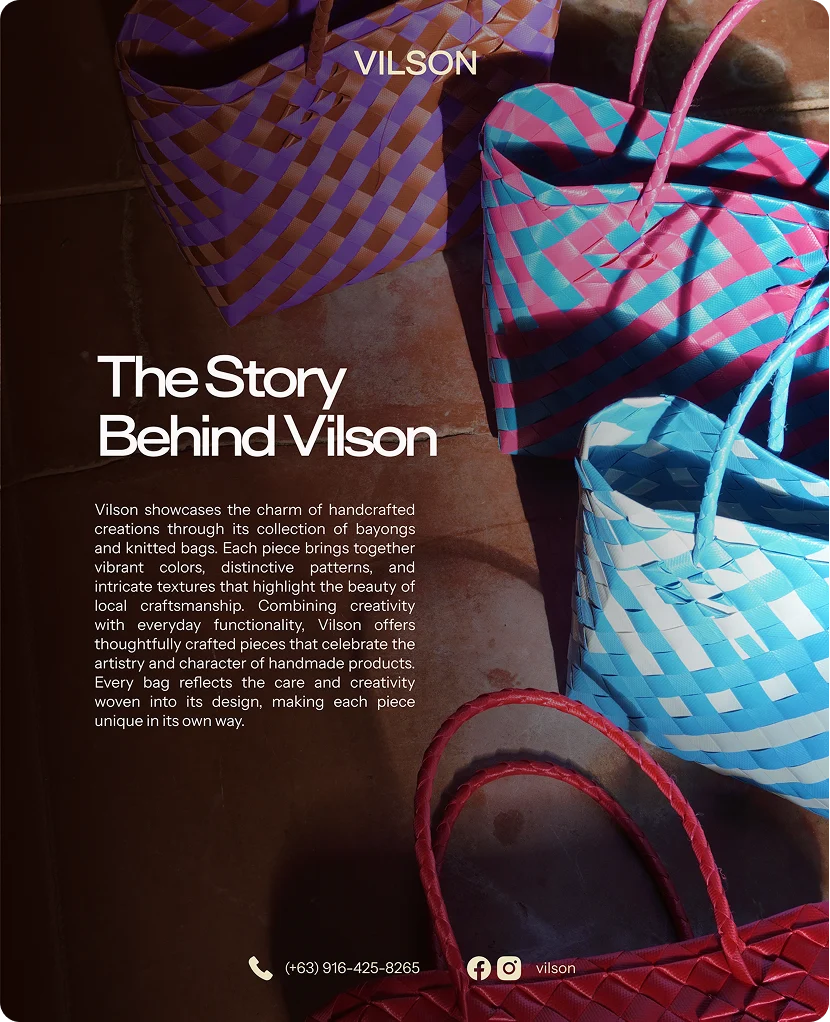 VILSON
The Story
Behind Vilson
Vilson showcases the charm of handcrafted
creations through its collection of bayongs
and knitted bags. Each piece brings together
vibrant colors, distinctive patterns, and
intricate textures that highlight the beauty of
local craftsmanship. Combining creativity
with everyday functionality, Vilson offers
thoughtfully crafted pieces that celebrate the
artistry and character of handmade products.
Every bag reflects the care and creativity
woven into its design, making each piece
unique in its own way.
(+63) 916-425-8265 vilson